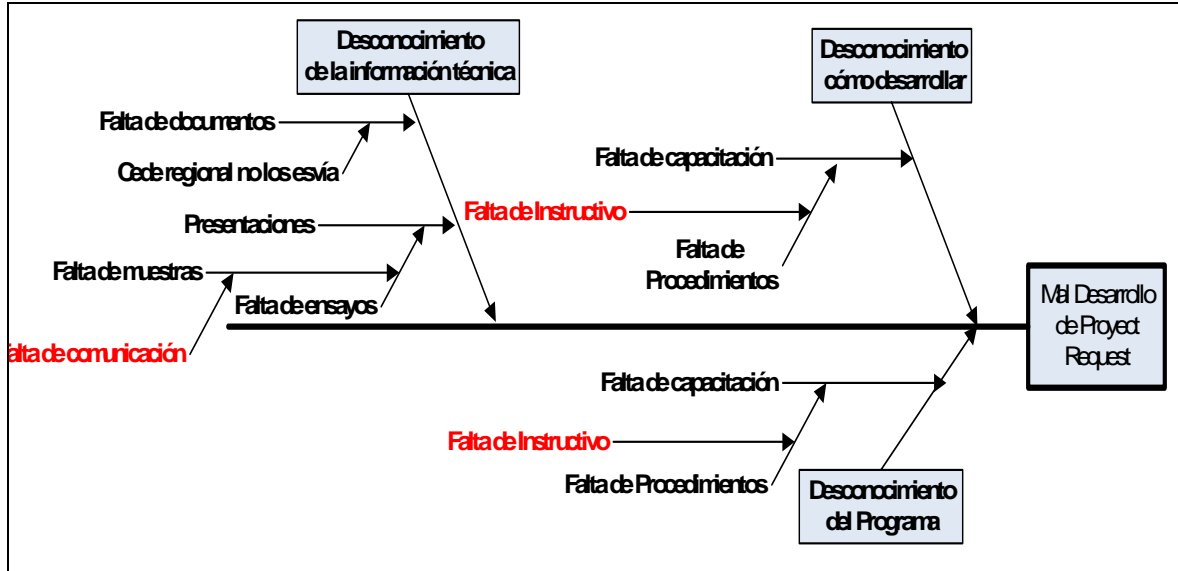 Desconocimiento
de la información técnica
Desconocimiento
cómo desarrollar
Falta de documentos
Cede regional no los esvía
Falta de capacitación
Falta de Instructivo
Presentaciones
Falta de
Procedimientos
Falta de muestras
Falta de ensayos
Mal Desarrollo
de Proyect
Request
alta de comunicación
Falta de capacitación
Falta de Instructivo
Falta de Procedimientos
Desconocimiento
del Programa